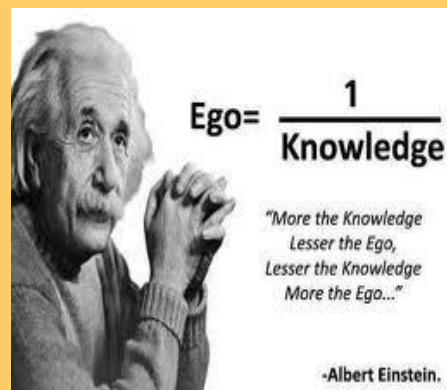 Ego= 1
Knowledge
"More the Knowledge
Lesser the Ego,
Lesser the Knowledge
More the Ego..."
-Albert Einstein.